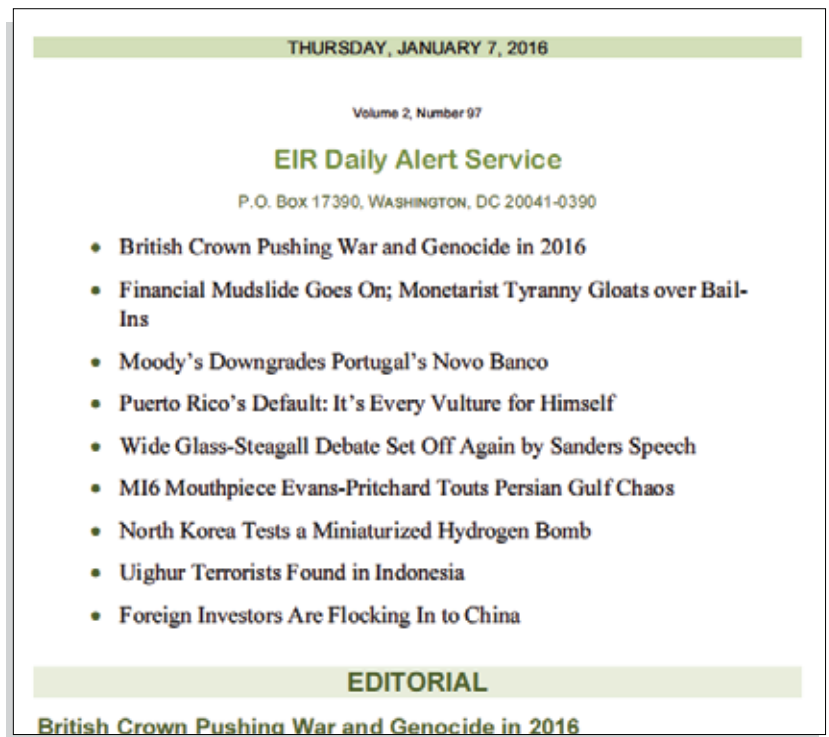 THURSDAY, JANUARY 7, 2016
Volume 2, Number 97
EIR Daily Alert Service
P.O. BOX 17390, WASHINGTON, DC 20041-0390
• British Crown Pushing War and Genocide in 2016
• Financial Mudslide Goes On; Monetarist Tyranny Gloats over Bail-
Ins
• Moody's Downgrades Portugal's Novo Banco
• Puerto Rico's Default: It's Every Vulture for Himself
• Wide Glass-Steagall Debate Set Off Again by Sanders Speech
• MI6 Mouthpiece Evans-Pritchard Touts Persian Gulf Chaos
• North Korea Tests a Miniaturized Hydrogen Bomb
• Uighur Terrorists Found in Indonesia
• Foreign Investors Are Flocking In to China
EDITORIAL
British Crown Pushing War and Genocide in 2016